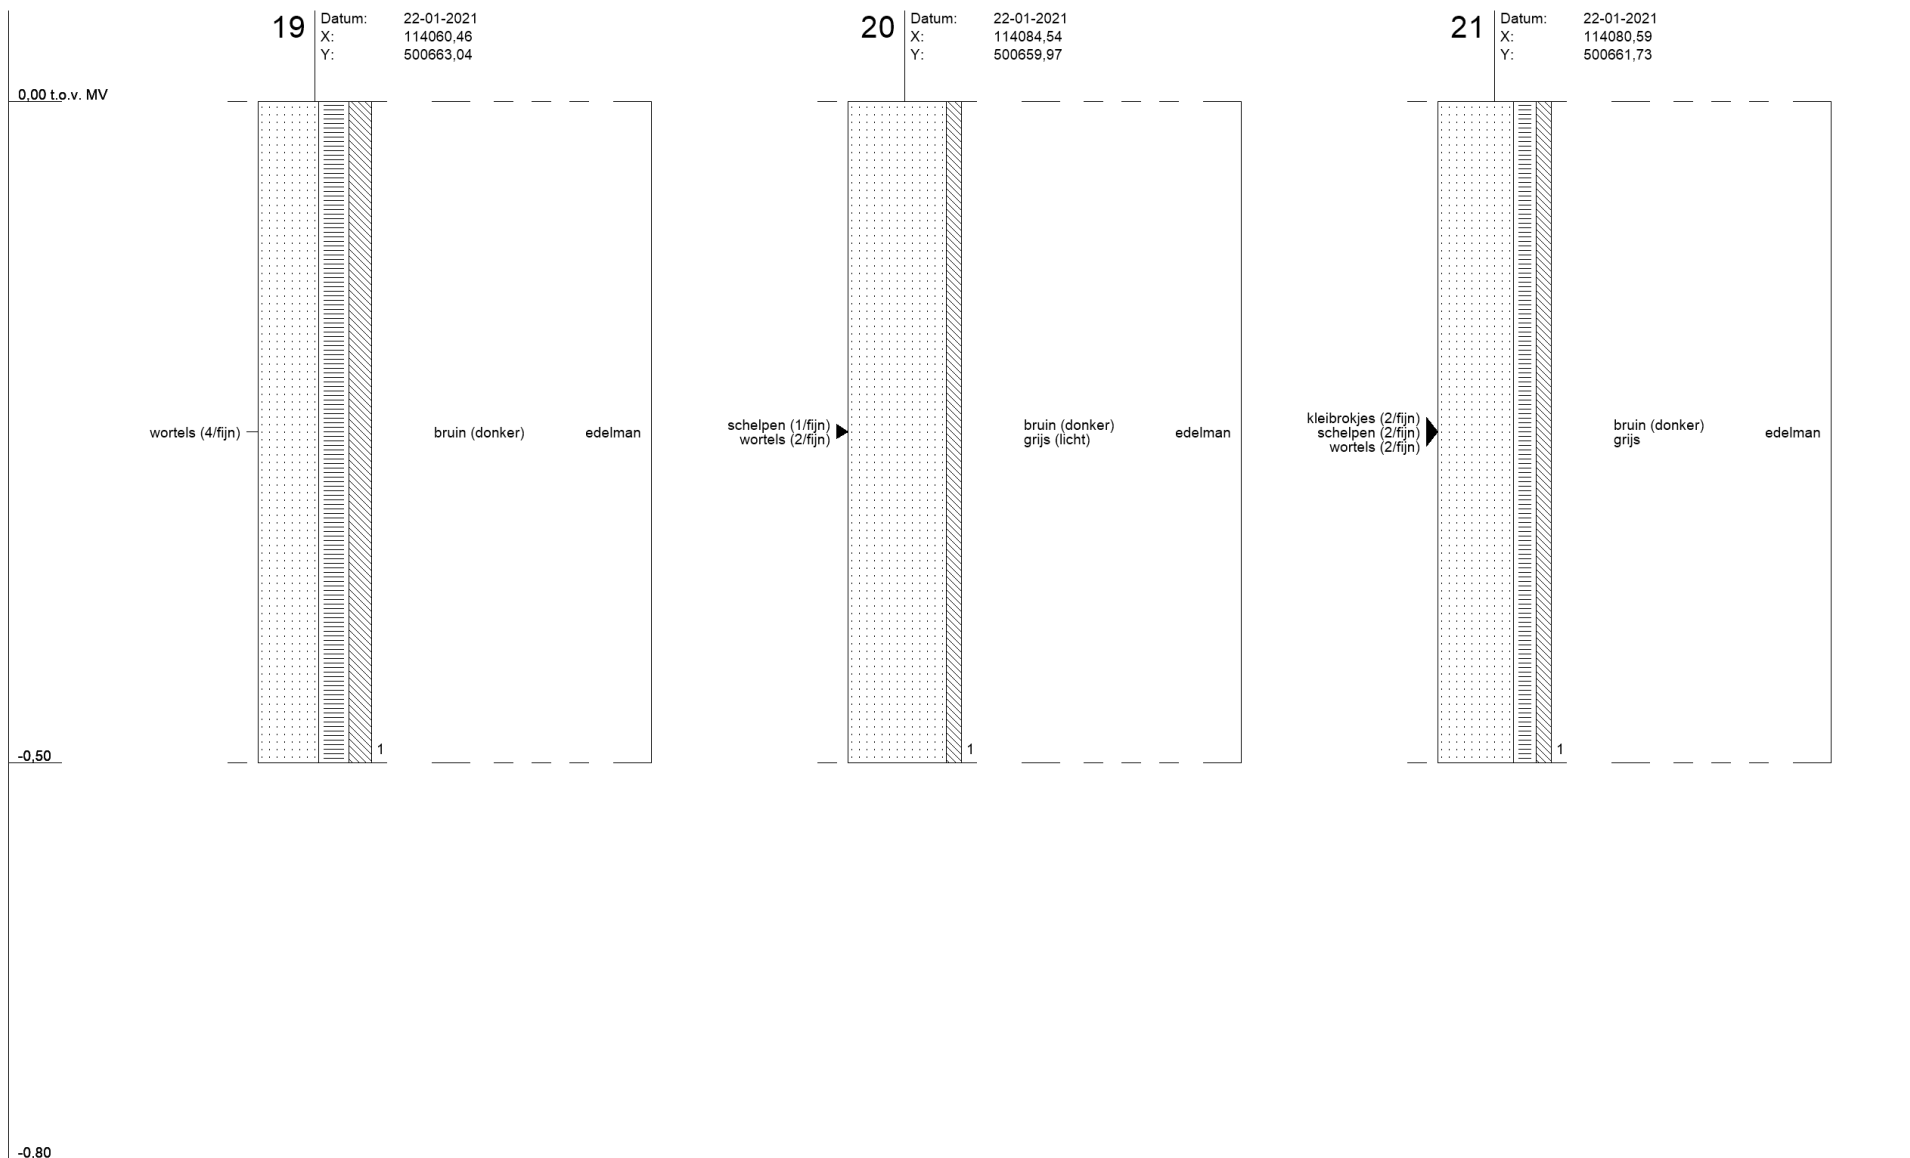 19
Datum: 22-01-2021
X: 114060,46
Y: 500663,04
20
Datum: 22-01-2021
X: 114084,54
Y: 500659,97
21
Datum: 22-01-2021
X: 114080,59
Y: 500661,73
0,00 t.o.v. MV
wortels (4/fijn)
bruin (donker)
edelman
1
schelpen (1/fijn)
wortels (2/fijn)
bruin (donker)
grijs (licht)
edelman
1
kleibrokjes (2/fijn)
schelpen (2/fijn)
wortels (2/fijn)
bruin (donker)
grijs
edelman
1
-0,50
-0,80